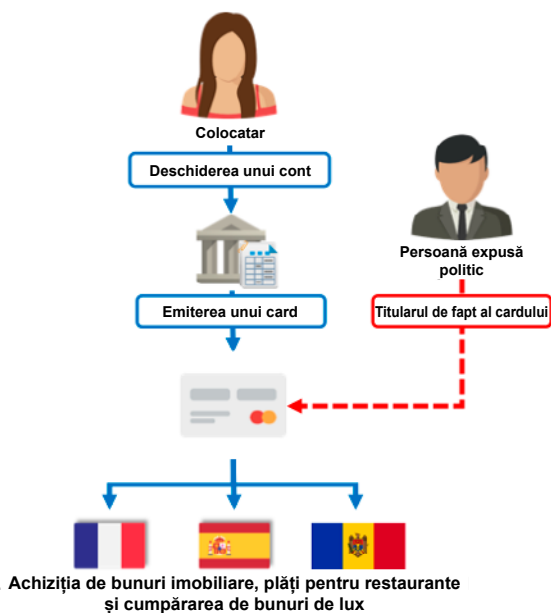 Colocatar
Deschiderea unui cont
Persoană expusă
politic
Emiterea unui card
Titularul de fapt al cardului
Achiziția de bunuri imobiliare, plăți pentru restaurante
și cumpărarea de bunuri de lux